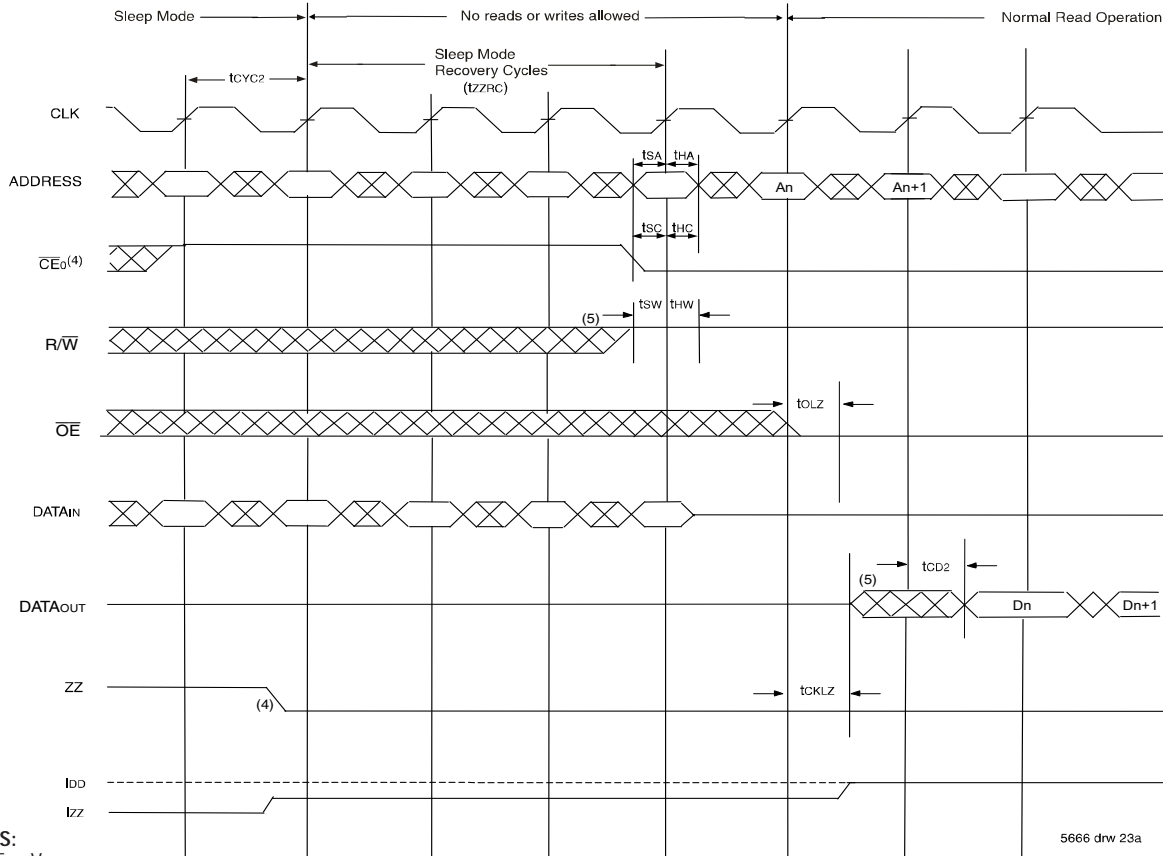 Sleep Mode
No reads or writes allowed
Normal Read Operation
Sleep Mode
Recovery Cycles
(tZZRC)
tCYC2
CLK
tSA tHA
ADDRESS
An An+1
tSC tHC
CE0(4)
tSW tHW
(5)
R/W
tOLZ
OE
DATAIN
(5) tCD2
DATAOUT
Dn Dn+1
ZZ
(4)
tCKLZ
IDD
IZZ
S:
5666 drw 23a